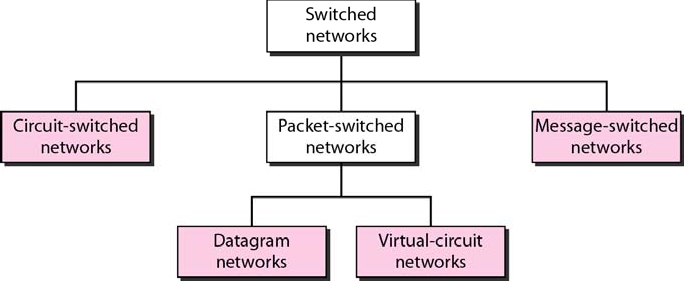 Switched
networks
Circuit-switched
networks
Packet-switched
networks
Message-switched
networks
Datagram
networks
Virtual-circuit
networks